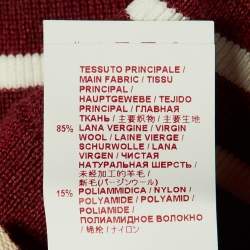 TESSUTO PRINCIPALE /
MAIN FABRIC / TISSU
PRINCIPAL /
HAUPTGEWEBE / TEJIDO
PRINCIPAL / ГЛАВНАЯ
ТКАНЬ / 主要织物 / 主要素材
85% LANA VERGINE / VIRGIN
WOOL / LAINE VIERGE /
SCHURWOLLE / LANA
VIRGEN / ЧИСТАЯ
НАТУРАЛЬНАЯ ШЕРСТЬ /
未经加工的羊毛 /
新毛(バージンウール)
15% POLIAMMIDICA / NYLON /
POLYAMIDE / POLYAMID /
POLIAMIDE /
ПОЛИАМИДНОЕ ВОЛОКНО
/ 锦纶 / ナイロン